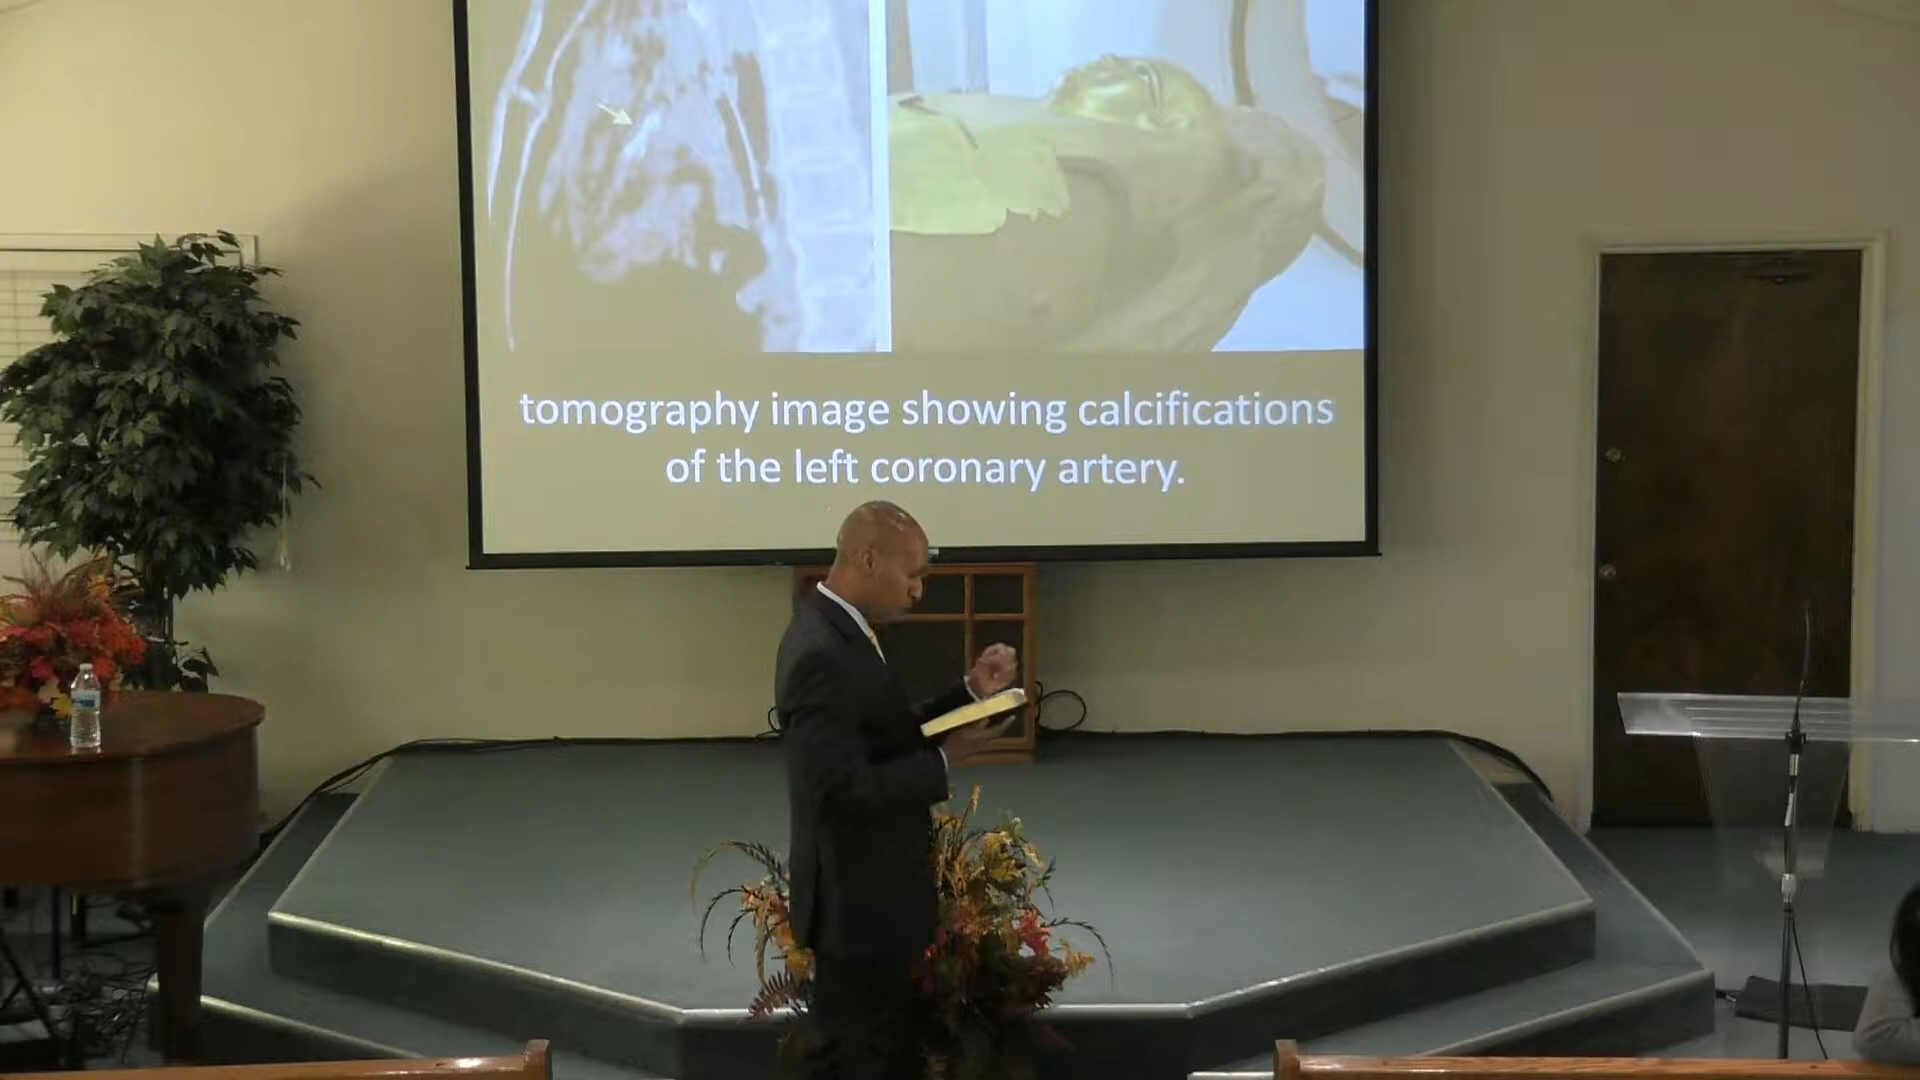 tomography image showing calcifications
of the left coronary artery.